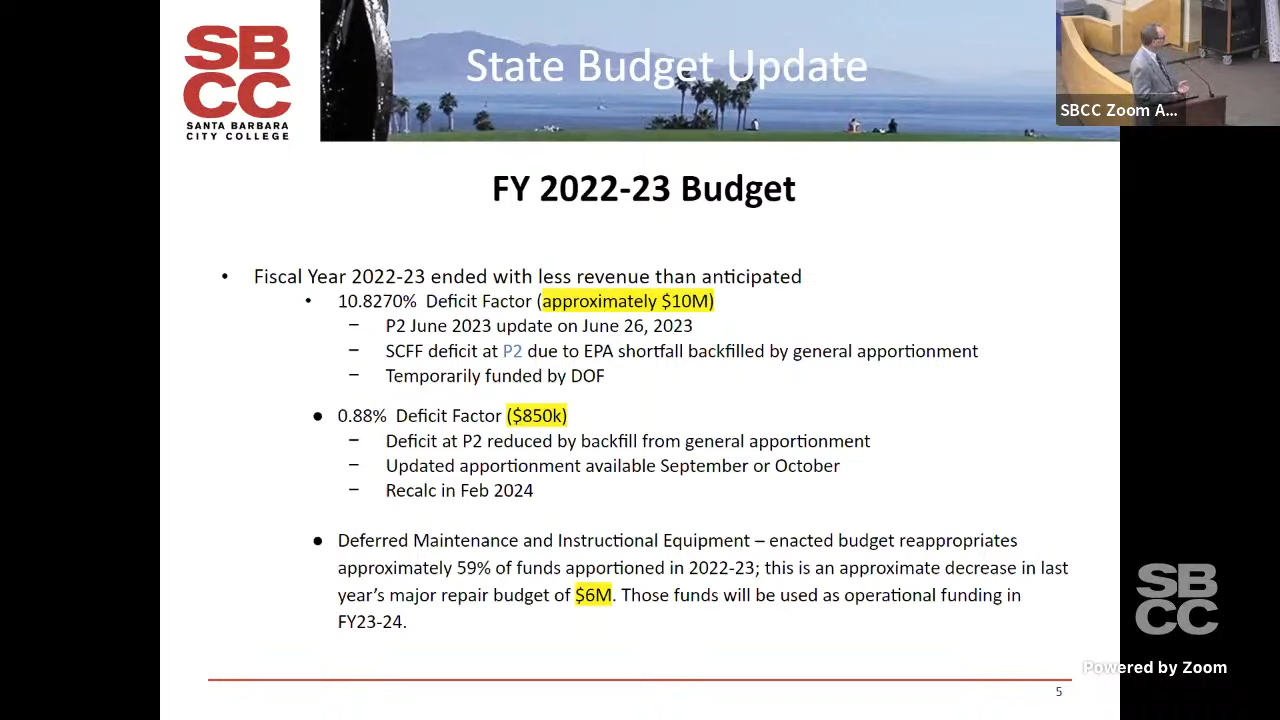 SB
CC
SANTA BARBARA
CITY COLLEGE
State Budget Update
SBCC Zoom A...
FY 2022-23 Budget
• Fiscal Year 2022-23 ended with less revenue than anticipated
• 10.8270% Deficit Factor (approximately $10M)
– P2 June 2023 update on June 26, 2023
– SCFF deficit at P2 due to EPA shortfall backfilled by general apportionment
– Temporarily funded by DOF
● 0.88% Deficit Factor ($850k)
– Deficit at P2 reduced by backfill from general apportionment
– Updated apportionment available September or October
– Recalc in Feb 2024
● Deferred Maintenance and Instructional Equipment – enacted budget reappropriates
approximately 59% of funds apportioned in 2022-23; this is an approximate decrease in last
year's major repair budget of $6M. Those funds will be used as operational funding in
FY23-24.
SB
CC
Powered by Zoom
5